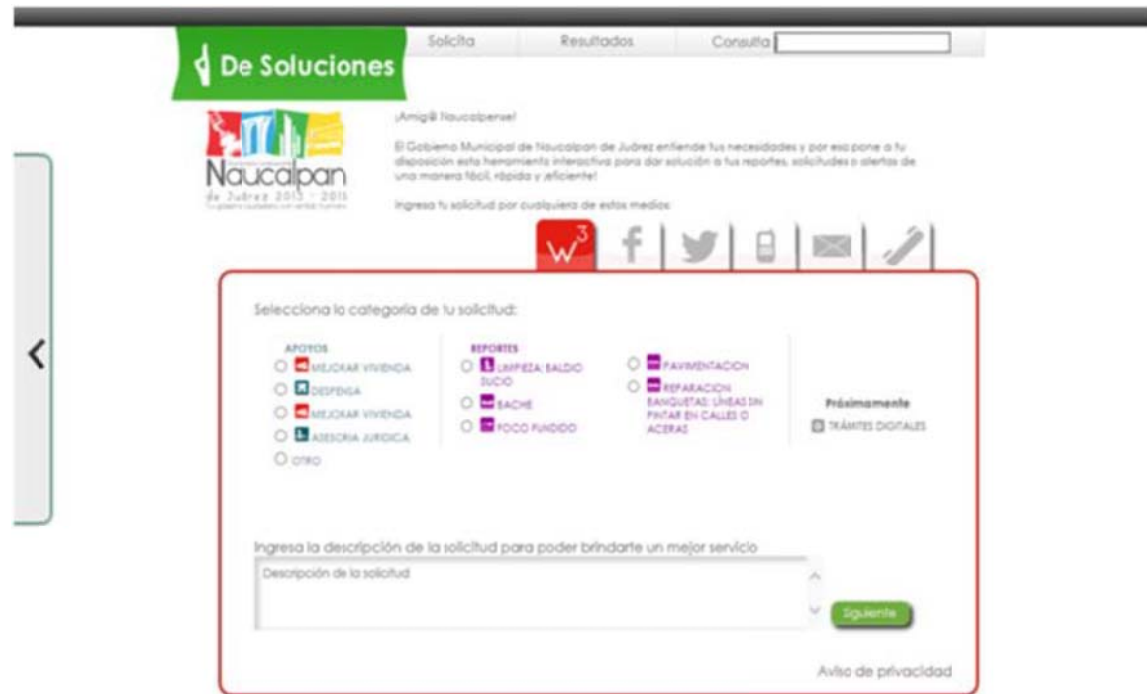 De Soluciones
Solicita
Resultados
Consulta
Naucalpan
de Juárez 2013 - 2015
¡Amig@ Naucalpense!
El Gobierno Municipal de Naucalpan de Juárez entiende tus necesidades y por eso pone a tu
disposición esta herramienta interactiva para dar solución a tus reportes, solicitudes o alertas de
una manera fácil, rápida y ¡eficiente!
Ingresa tu solicitud por cualquiera de estos medios
w3
Selecciona la categoría de tu solicitud:
APOYOS
MEJORAR VIVIENDA
DESPENSA
MEJORAR VIVIENDA
ASESORIA JURIDICA
OTRO
REPORTES
LIMPIEZA: BALDIO
SUCIO
BACHE
FOCO FUNDIDO
PAVIMENTACION
REPARACION
BANQUETAS: LÍNEAS SIN
PINTAR EN CALLES O
ACERAS
Próximamente
TRÁMITES DIGITALES
Ingresa la descripción de la solicitud para poder brindarte un mejor servicio
Descripción de la solicitud
Siguiente
Aviso de privacidad